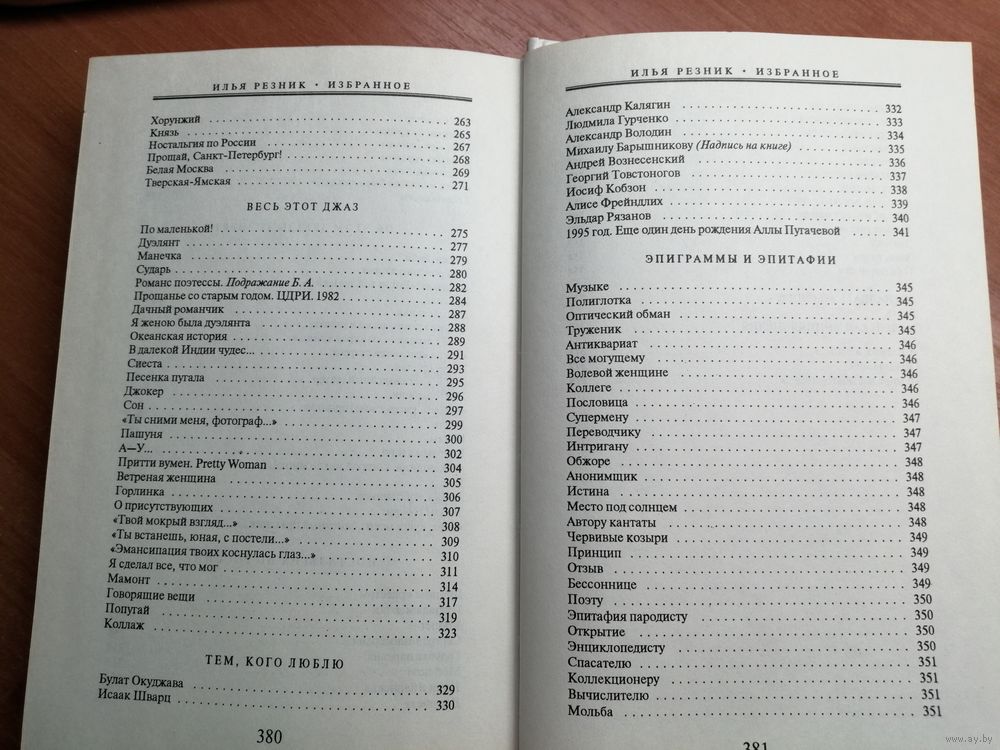 ИЛЬЯ РЕЗНИК • ИЗБРАННОЕ
Хорунжий 263
Князь 265
Ностальгия по России 267
Прощай, Санкт-Петербург! 268
Белая Москва 269
Тверская-Ямская 271
ВЕСЬ ЭТОТ ДЖАЗ
По маленькой! 275
Дуэлянт 277
Манечка 279
Сударь 280
Романс поэтессы. Подражание Б. А. 282
Прощанье со старым годом. ЦДРИ. 1982 284
Дачный романчик 287
Я женою была дуэлянта 288
Океанская история 289
В далекой Индии чудес... 291
Сиеста 293
Песенка пугала 295
Джокер 296
Сон 297
«Ты сними меня, фотограф...» 299
Пашуня 300
А—У... 302
Притти вумен. Pretty Woman 304
Ветреная женщина 305
Горлинка 306
О присутствующих 307
«Твой мокрый взгляд...» 308
«Ты встанешь, юная, с постели...» 309
«Эмансипация твоих коснулась глаз...» 310
Я сделал все, что мог 311
Мамонт 314
Говорящие вещи 317
Попугай 319
Коллаж 323
ТЕМ, КОГО ЛЮБЛЮ
Булат Окуджава 329
Исаак Шварц 330
380
ИЛЬЯ РЕЗНИК • ИЗБРАННОЕ
Александр Калягин 332
Людмила Гурченко 333
Александр Володин 334
Михаилу Барышникову (Надпись на книге) 335
Андрей Вознесенский 336
Георгий Товстоногов 337
Иосиф Кобзон 338
Алисе Фрейндлих 339
Эльдар Рязанов 340
1995 год. Еще один день рождения Аллы Пугачевой 341
ЭПИГРАММЫ И ЭПИТАФИИ
Музыке 345
Полиглотка 345
Оптический обман 345
Труженик 345
Антиквариат 346
Все могущему 346
Волевой женщине 346
Коллеге 346
Пословица 346
Супермену 347
Переводчику 347
Интригану 347
Обжоре 348
Анонимщик 348
Истина 348
Место под солнцем 348
Автору кантаты 348
Червивые козыри 349
Принцип 349
Отзыв 349
Бессоннице 349
Поэту 350
Эпитафия пародисту 350
Открытие 350
Энциклопедисту 350
Спасателю 351
Коллекционеру 351
Вычислителю 351
Мольба 351
381
www.ay.by